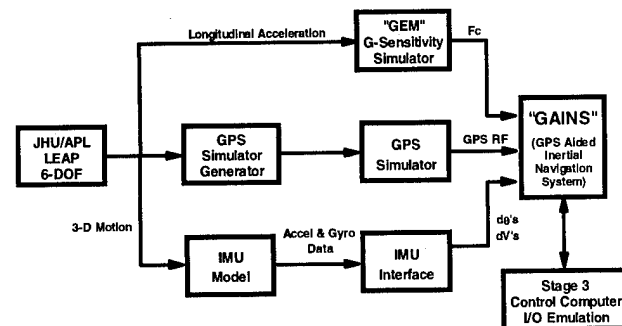 Longitudinal Acceleration
"GEM"
G-Sensitivity
Simulator
Fc
JHU/APL
LEAP
6-DOF
GPS
Simulator
Generator
GPS
Simulator
GPS RF
"GAINS"
(GPS Aided
Inertial
Navigation
System)
3-D Motion
IMU
Model
Accel & Gyro
Data
IMU
Interface
dθ's
dV's
Stage 3
Control Computer
I/O Emulation